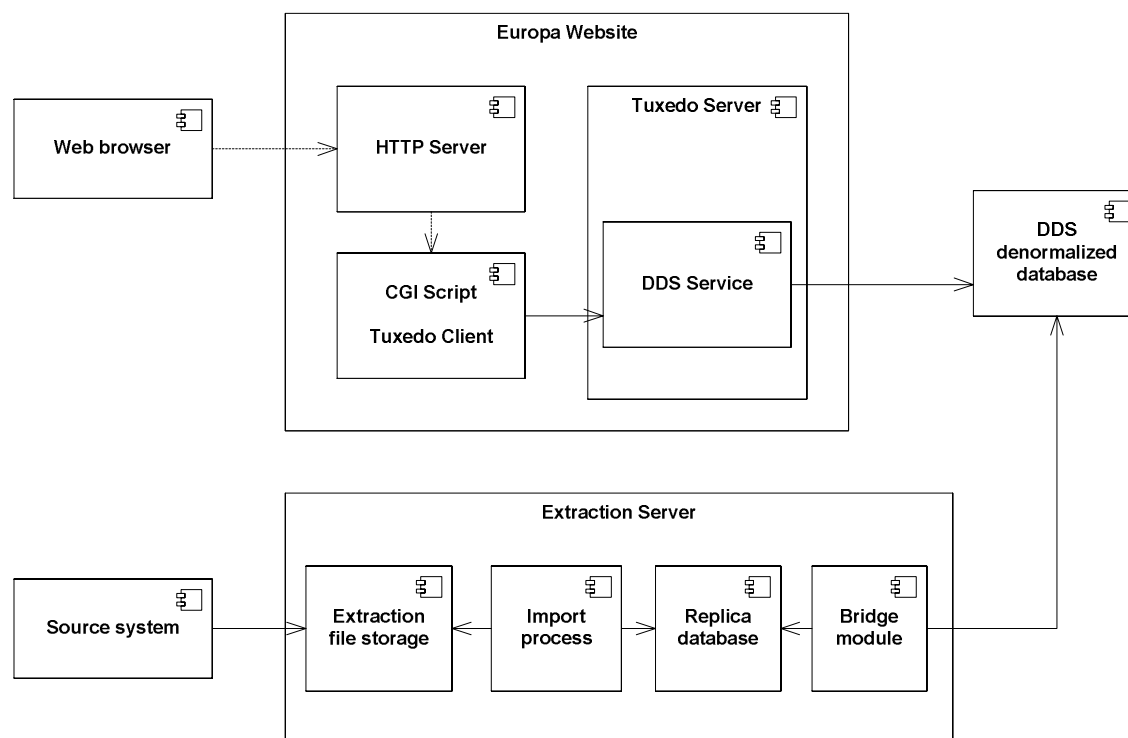 Europa Website
Web browser
HTTP Server
Tuxedo Server
CGI Script
Tuxedo Client
DDS Service
DDS
denormalized
database
Extraction Server
Source system
Extraction
file storage
Import
process
Replica
database
Bridge
module